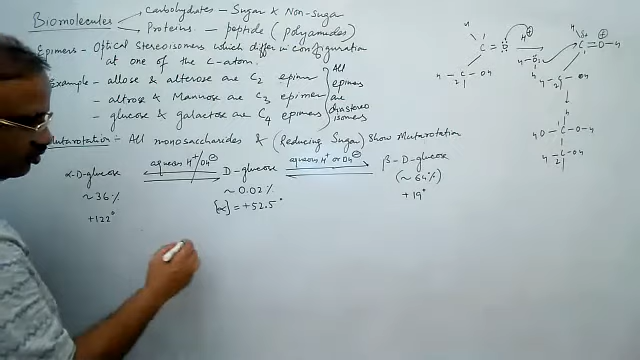 Biomolecules
Carbohydrates - Sugar X Non-Sugar
Proteins - peptide (polyamides)
Epimers - Optical Stereoisomers which differ in Configuration
at one of the C-atom.
Example - allose & altrose are C2 epimer
- altrose & Mannose are C3 epimer
- glucose & galactose are C4 epimers
All
epimers
are
diastereo
isomers
Mutarotation - All monosaccharides & (Reducing Sugar) Show Mutarotation
α-D-glucose
aqueous H⁺/OH⊖
D-glucose
aqueous H⁺ or OH⊖
β-D-glucose
~36%
~0.02%
(~64%)
+122°
[α] = +52.5°
+19°